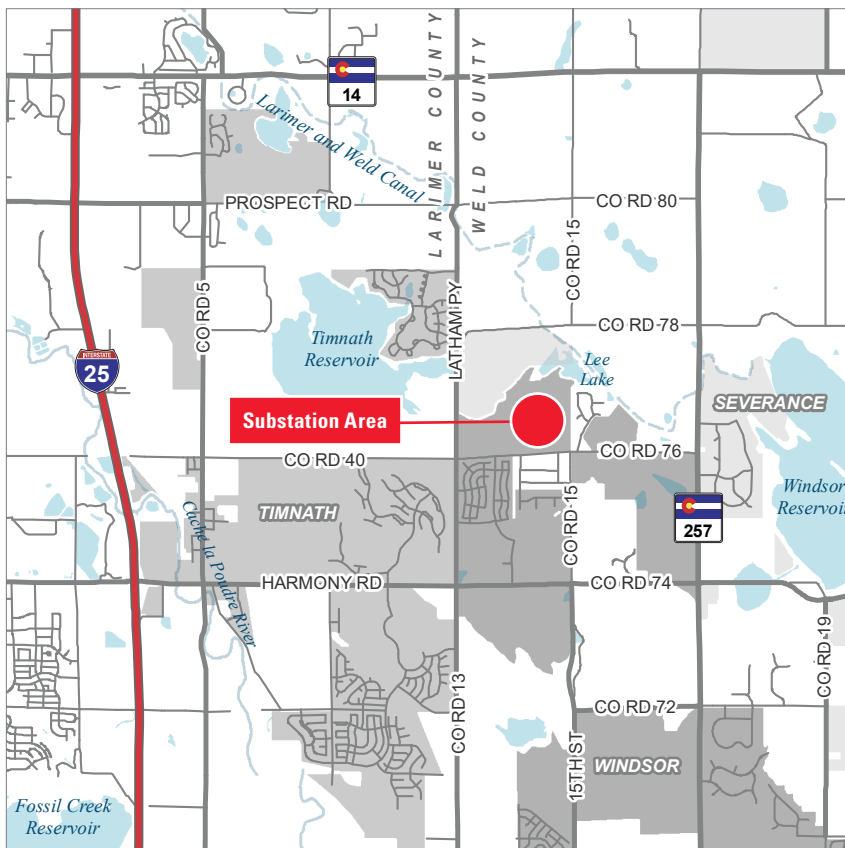 14
LARIMER COUNTY
WELD COUNTY
Larimer and Weld Canal
PROSPECT RD
CO RD 80
CO RD 15
CO RD 5
LATHAM PY
CO RD 78
Timnath
Reservoir
Lee
Lake
INTERSTATE
25
SEVERANCE
Substation Area
CO RD 40
CO RD 76
Windsor
Reservoir
257
TIMNATH
Cache la Poudre River
CO RD 15
HARMONY RD
CO RD 74
CO RD 19
CO RD 13
CO RD 72
15TH ST
WINDSOR
Fossil Creek
Reservoir